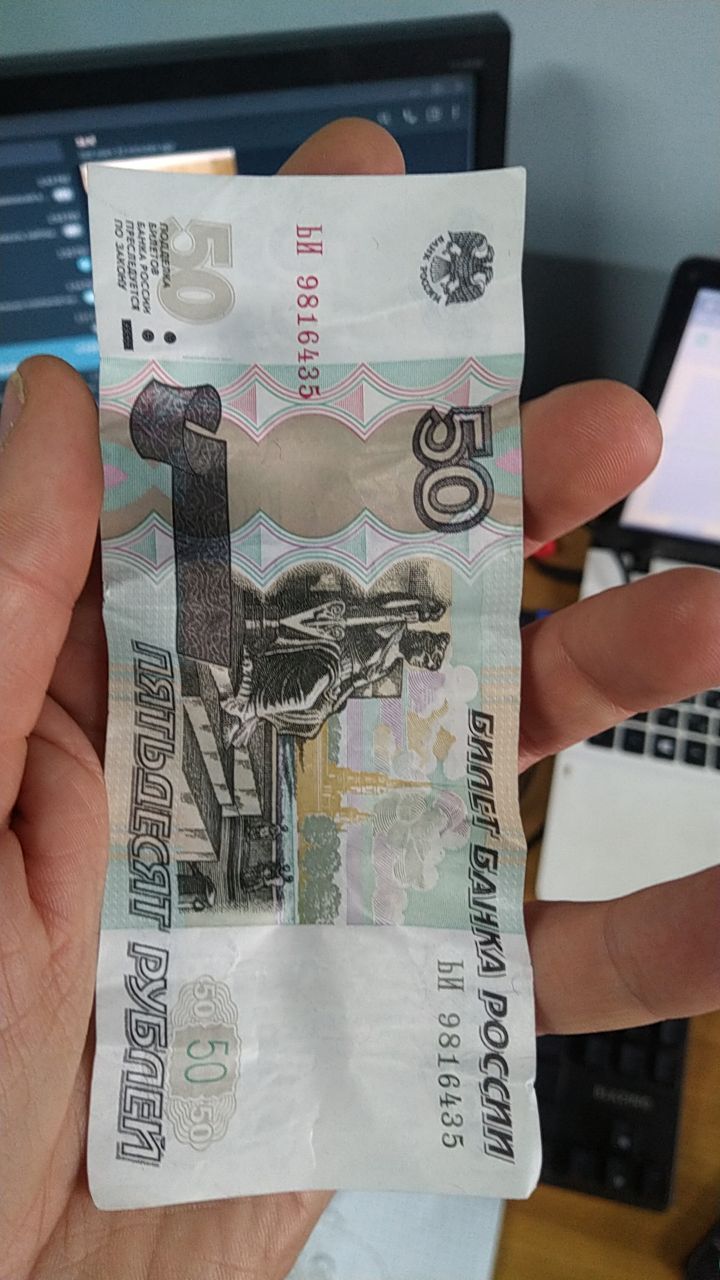 БИЛЕТ БАНКА РОССИИ
50
БАНК РОССИИ
ЬИ 9816435
ЬИ 9816435
50
50 50 50
ПОДДЕЛКА
БИЛЕТОВ
БАНКА РОССИИ
ПРЕСЛЕДУЕТСЯ
ПО ЗАКОНУ
ПЯТЬДЕСЯТ РУБЛЕЙ